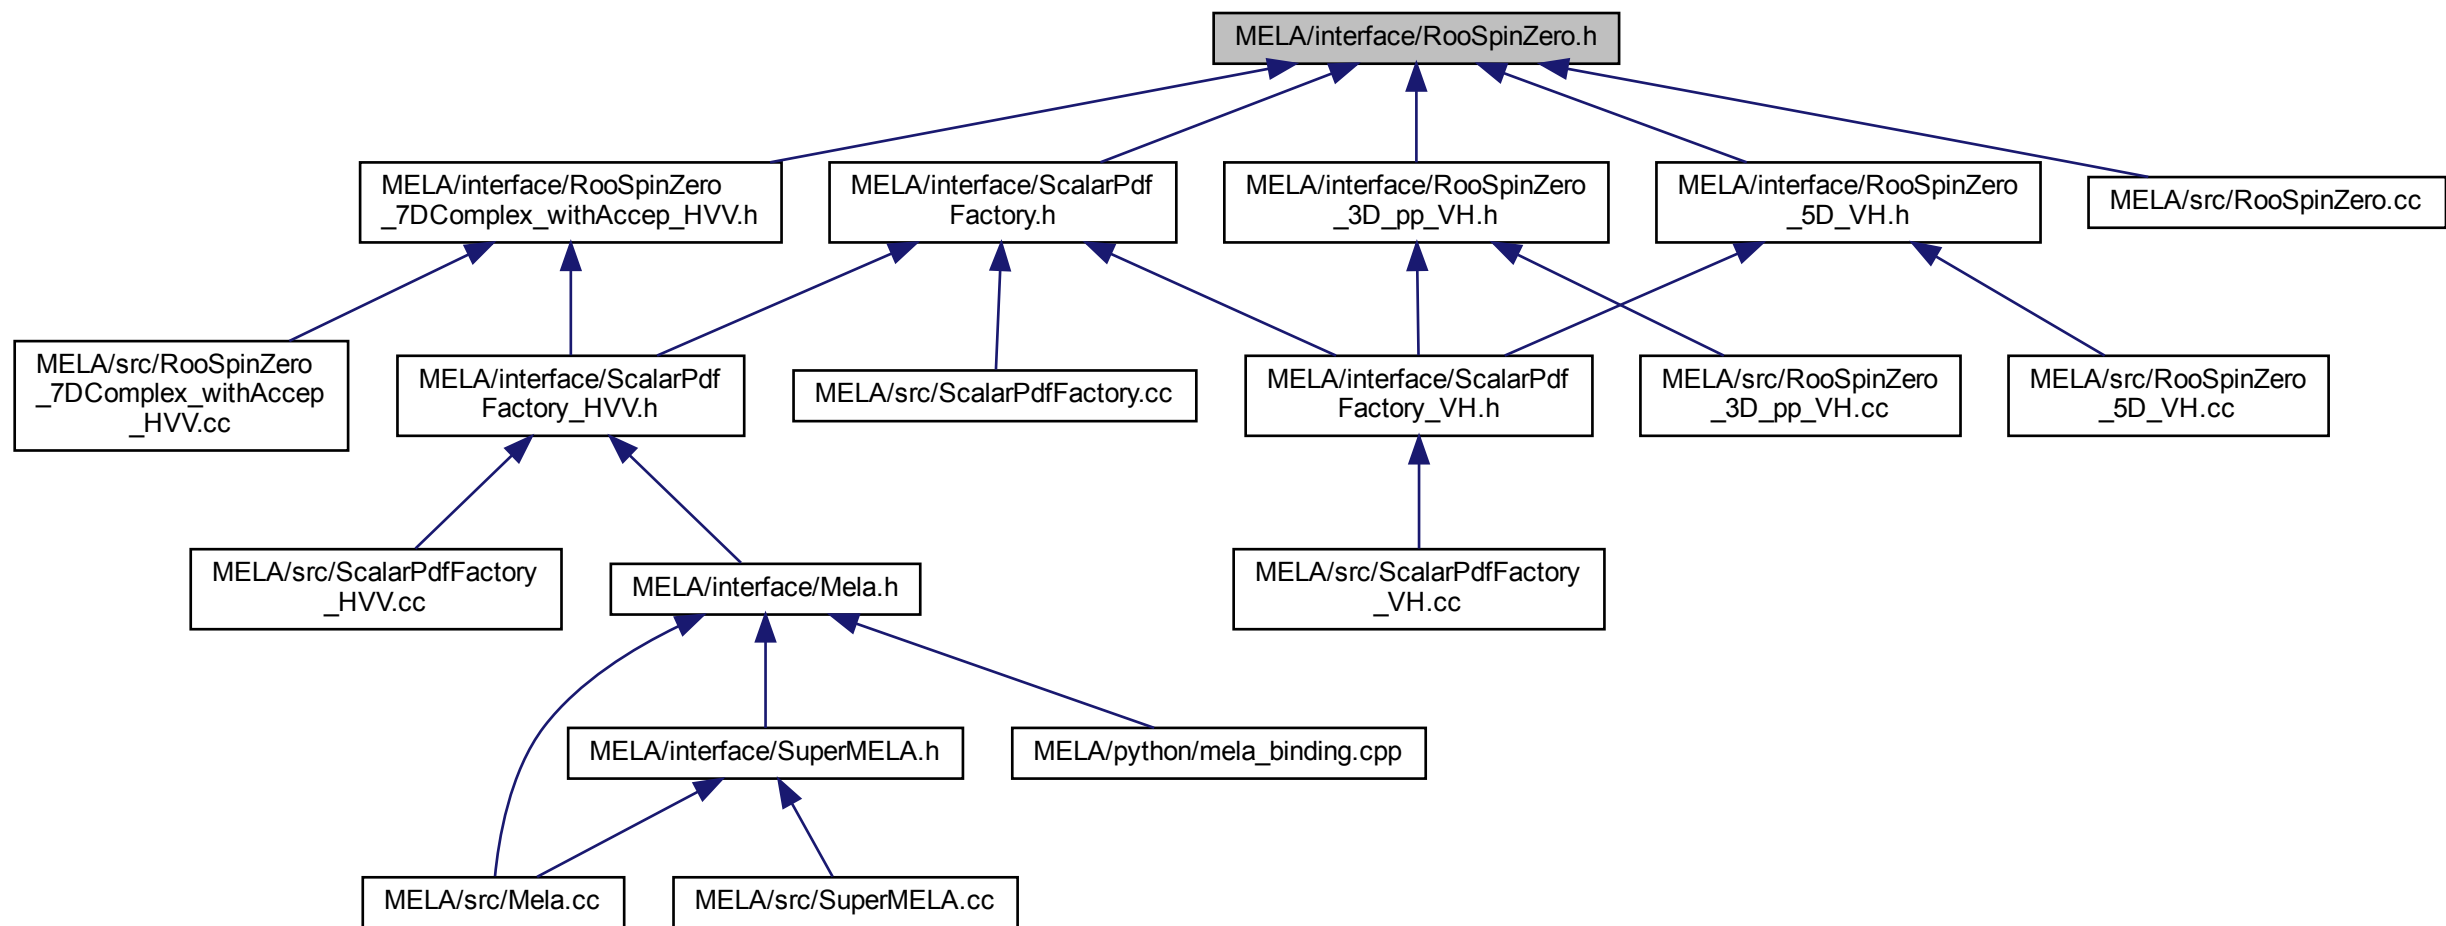 MELA/interface/RooSpinZero.h
MELA/interface/RooSpinZero
_7DComplex_withAccep_HVV.h
MELA/interface/ScalarPdf
Factory.h
MELA/interface/RooSpinZero
_3D_pp_VH.h
MELA/interface/RooSpinZero
_5D_VH.h
MELA/src/RooSpinZero.cc
MELA/src/RooSpinZero
_7DComplex_withAccep
_HVV.cc
MELA/interface/ScalarPdf
Factory_HVV.h
MELA/src/ScalarPdfFactory.cc
MELA/interface/ScalarPdf
Factory_VH.h
MELA/src/RooSpinZero
_3D_pp_VH.cc
MELA/src/RooSpinZero
_5D_VH.cc
MELA/src/ScalarPdfFactory
_HVV.cc
MELA/interface/Mela.h
MELA/src/ScalarPdfFactory
_VH.cc
MELA/interface/SuperMELA.h
MELA/python/mela_binding.cpp
MELA/src/Mela.cc
MELA/src/SuperMELA.cc